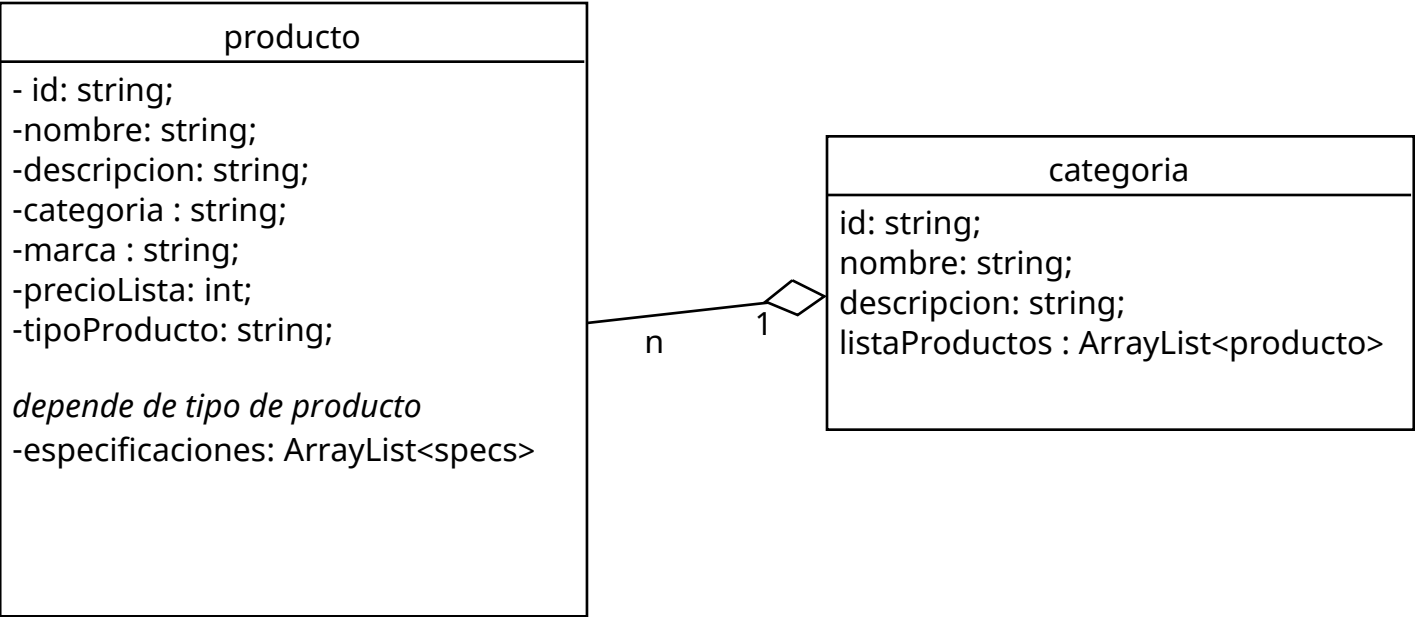 producto
- id: string;
-nombre: string;
-descripcion: string;
-categoria : string;
-marca : string;
-precioLista: int;
-tipoProducto: string;
depende de tipo de producto
-especificaciones: ArrayList<specs>
n
1
categoria
id: string;
nombre: string;
descripcion: string;
listaProductos : ArrayList<producto>